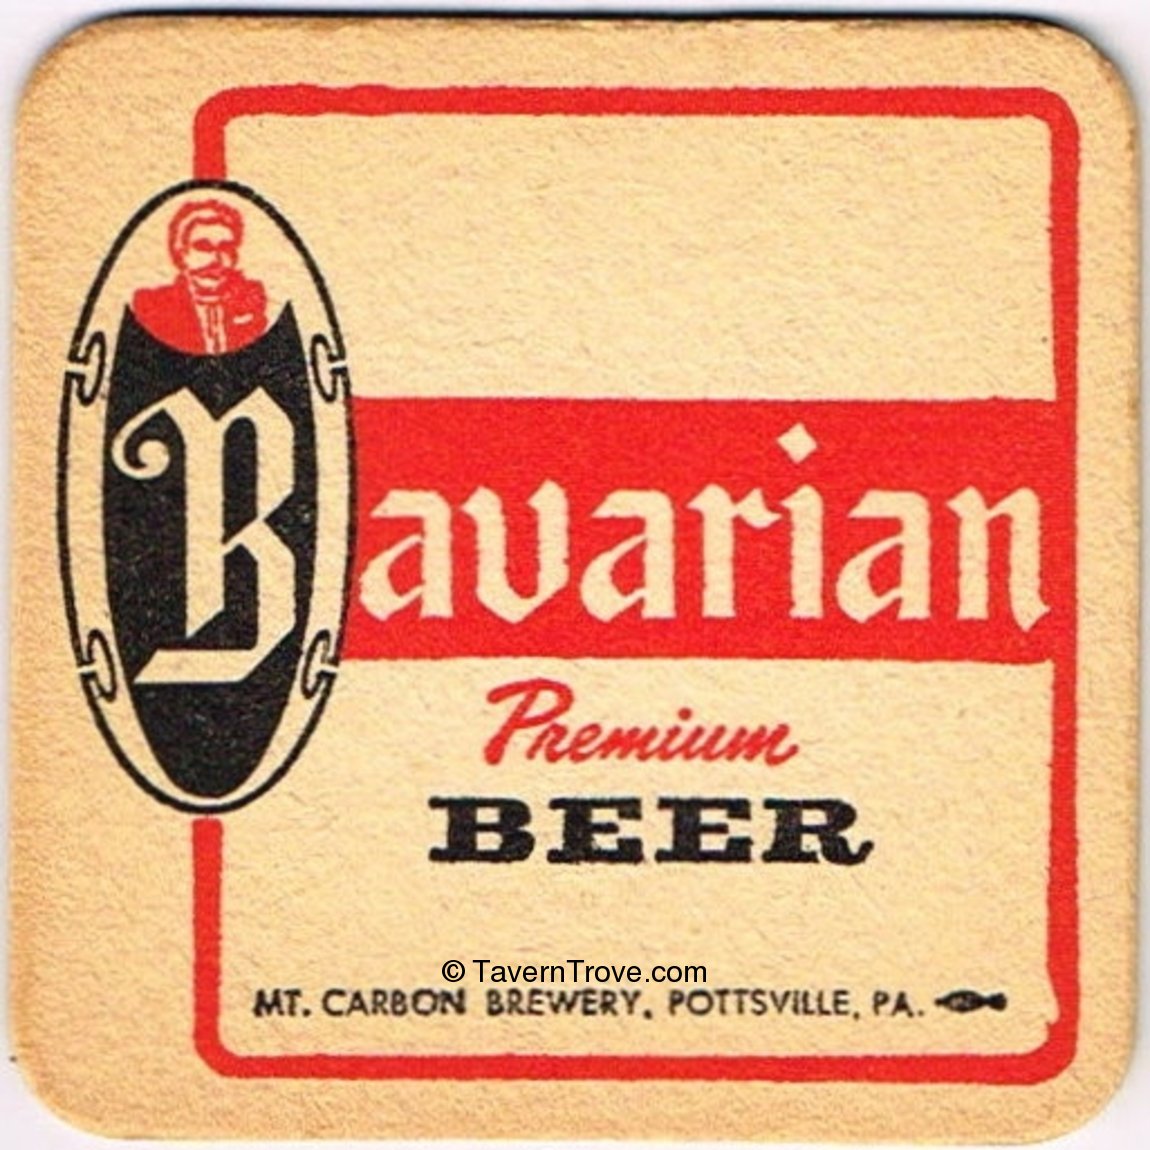 Bavarian
Premium
BEER
© TavernTrove.com
MT. CARBON BREWERY, POTTSVILLE, PA.